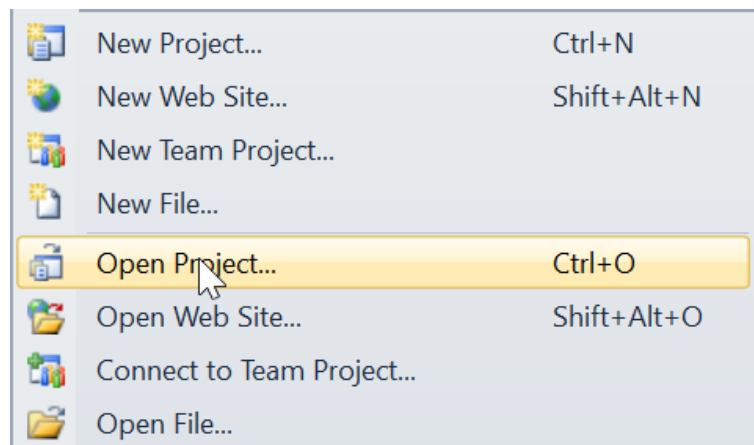 New Project... Ctrl+N
New Web Site... Shift+Alt+N
New Team Project...
New File...
Open Project... Ctrl+O
Open Web Site... Shift+Alt+O
Connect to Team Project...
Open File...